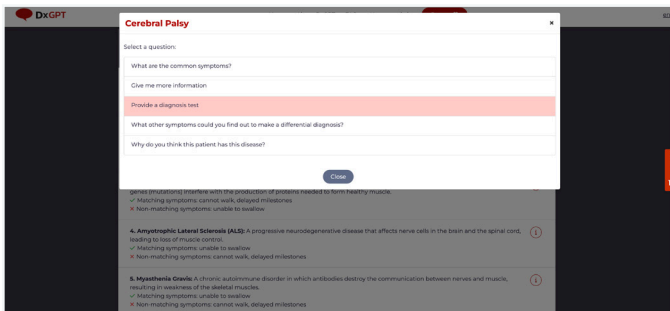 DxGPT
Cerebral Palsy
×
Select a question:
What are the common symptoms?
Give me more information
Provide a diagnosis test
What other symptoms could you find out to make a differential diagnosis?
Why do you think this patient has this disease?
Close
genes (mutations) interfere with the production of proteins needed to form healthy muscle.
✓ Matching symptoms: cannot walk, delayed milestones
× Non-matching symptoms: unable to swallow
4. Amyotrophic Lateral Sclerosis (ALS): A progressive neurodegenerative disease that affects nerve cells in the brain and the spinal cord,
leading to loss of muscle control.
✓ Matching symptoms: unable to swallow
× Non-matching symptoms: cannot walk, delayed milestones
5. Myasthenia Gravis: A chronic autoimmune disorder in which antibodies destroy the communication between nerves and muscle,
resulting in weakness of the skeletal muscles.
✓ Matching symptoms: unable to swallow
× Non-matching symptoms: cannot walk, delayed milestones